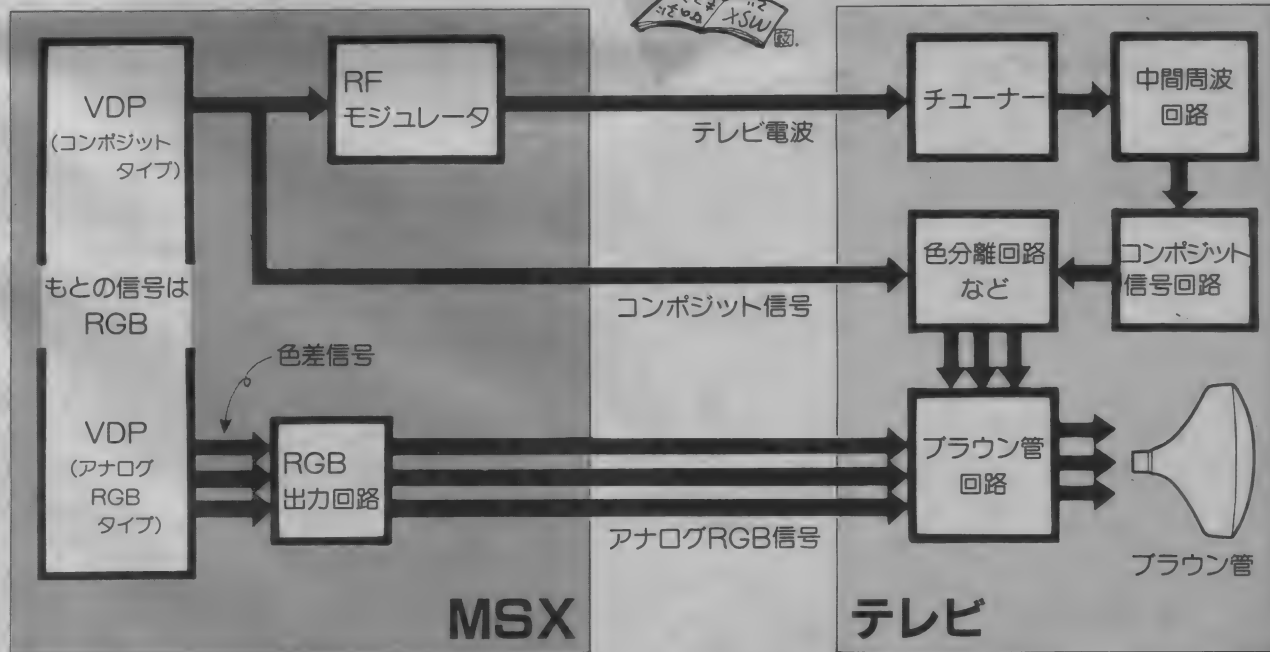 VDP
(コンポジット
タイプ)
もとの信号は
RGB
VDP
(アナログ
RGB
タイプ)
RF
モジュレータ
色差信号
RGB
出力回路
MSX
MSX
テレビ電波
コンポジット信号
アナログRGB信号
チューナー
中間周波
回路
色分離回路
など
コンポジット
信号回路
ブラウン管
回路
ブラウン管
テレビ